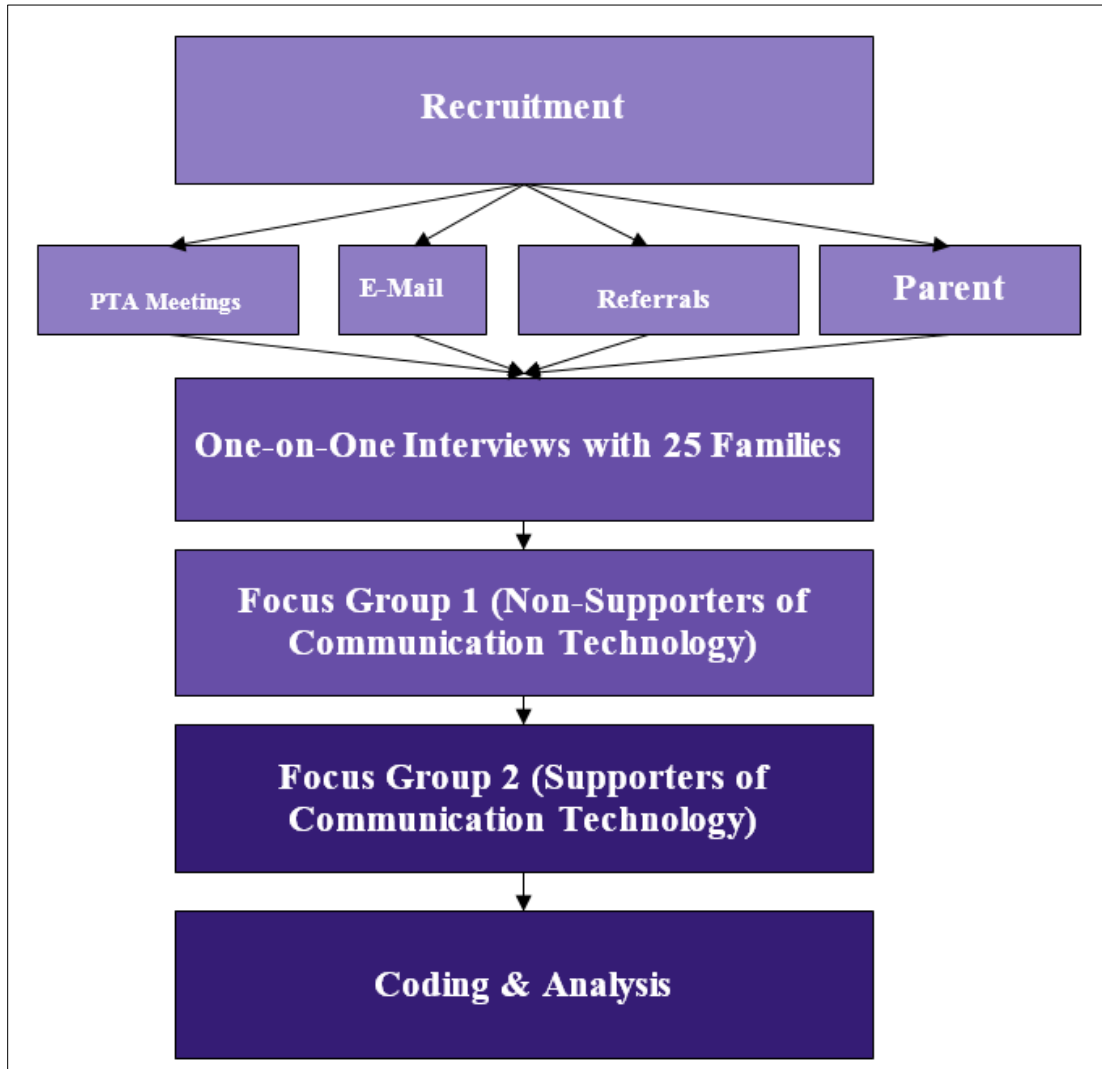 Recruitment
PTA Meetings
E-Mail
Referrals
Parent
One-on-One Interviews with 25 Families
Focus Group 1 (Non-Supporters of
Communication Technology)
Focus Group 2 (Supporters of
Communication Technology)
Coding & Analysis